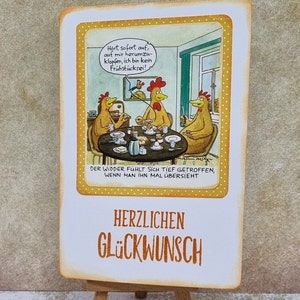 Hört sofort auf,
auf mir herumzu-
klopfen, ich bin kein
Frühstücksei!
DER WIDDER FÜHLT SICH TIEF GETROFFEN,
WENN MAN IHN MAL ÜBERSIEHT
HERZLICHEN
GLÜCKWUNSCH